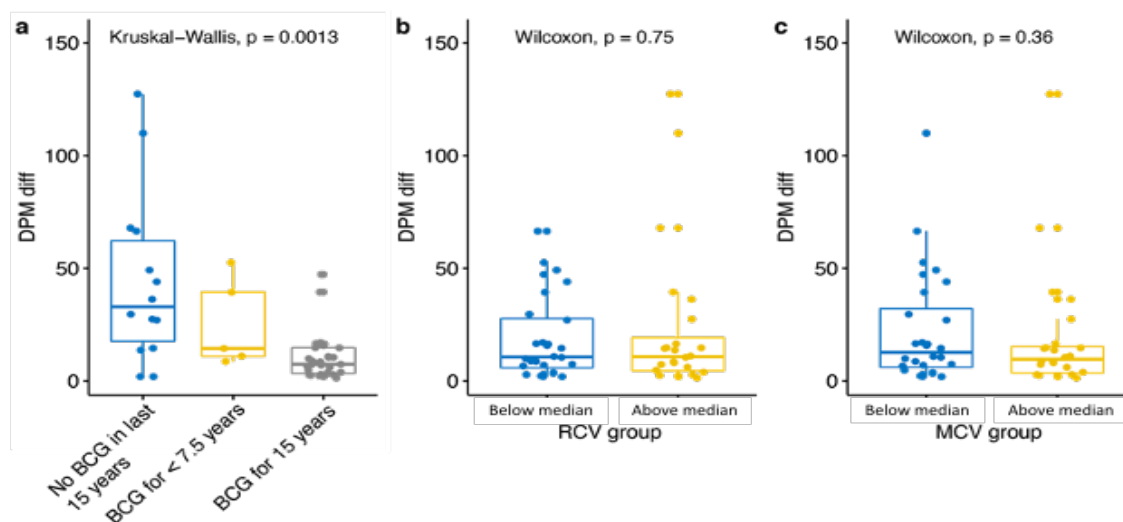 a
Kruskal-Wallis, p = 0.0013
150
100
50
0
DPM diff
No BCG in last
15 years
BCG for < 7.5 years
BCG for 15 years
b
Wilcoxon, p = 0.75
150
100
50
0
DPM diff
Below median
Above median
RCV group
c
Wilcoxon, p = 0.36
150
100
50
0
DPM diff
Below median
Above median
MCV group